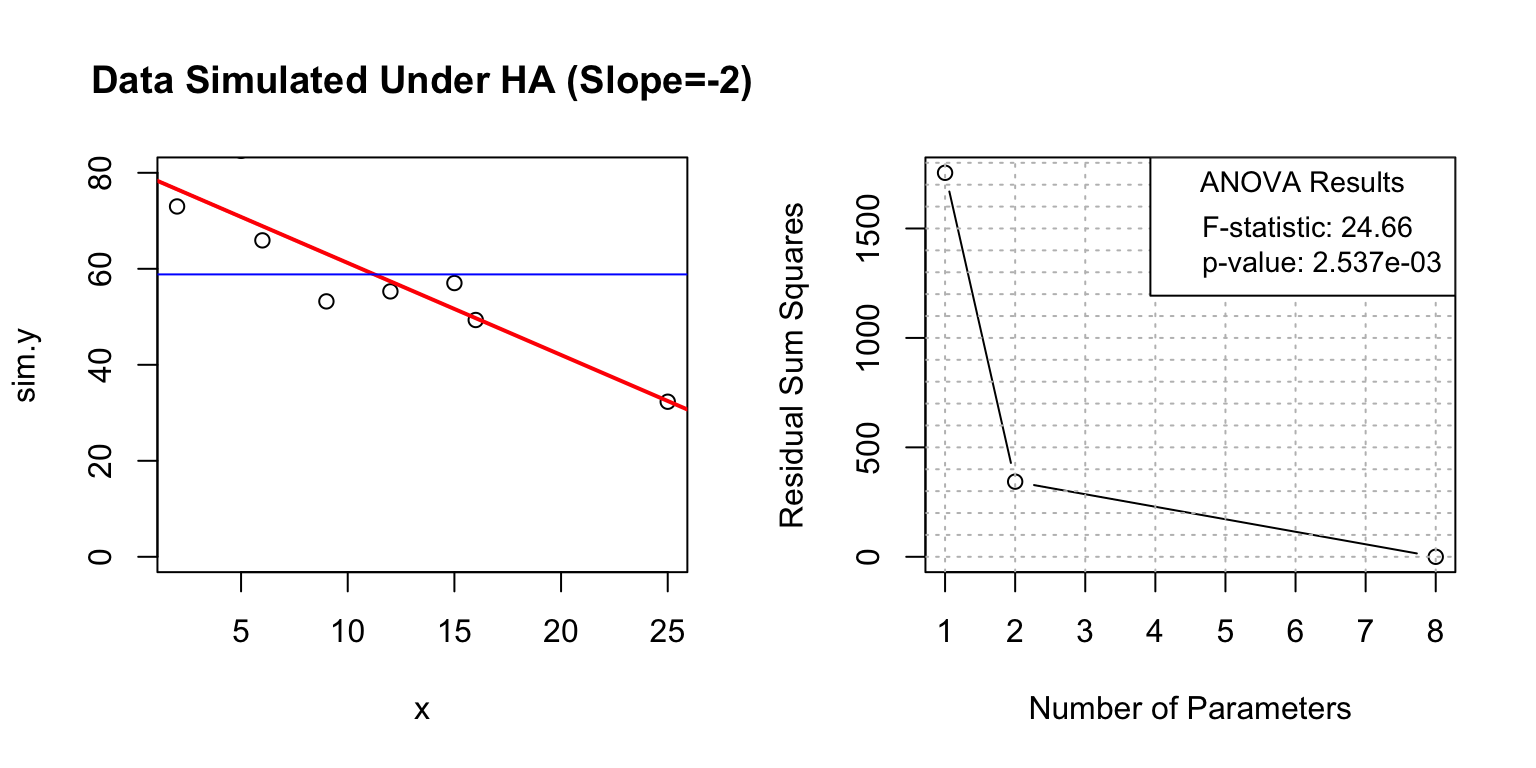 Data Simulated Under HA (Slope=-2)
sim.y
80
60
40
20
0
5 10 15 20 25
x
Residual Sum Squares
1500
1000
500
0
ANOVA Results
F-statistic: 24.66
p-value: 2.537e-03
1 2 3 4 5 6 7 8
Number of Parameters